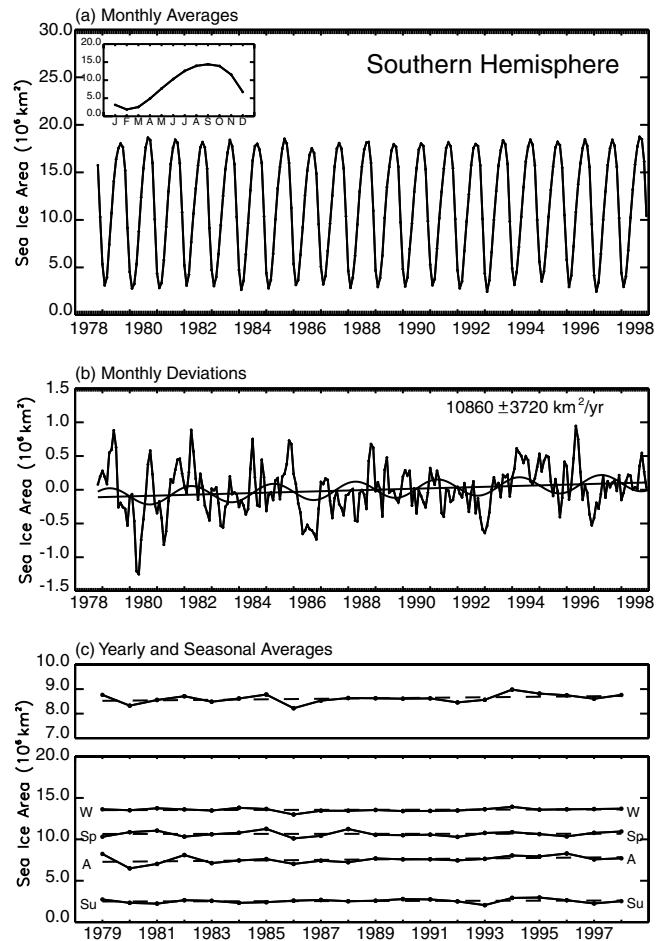 (a) Monthly Averages
30.0
25.0
20.0
15.0
10.0
5.0
0.0
Sea Ice Area (10⁶ km²)
20.0
15.0
10.0
5.0
0.0
J F M A M J J A S O N D
Southern Hemisphere
1978 1980 1982 1984 1986 1988 1990 1992 1994 1996 1998
(b) Monthly Deviations
1.5
1.0
0.5
0.0
-0.5
-1.0
-1.5
Sea Ice Area (10⁶ km²)
10860 ±3720 km²/yr
1978 1980 1982 1984 1986 1988 1990 1992 1994 1996 1998
(c) Yearly and Seasonal Averages
10.0
9.0
8.0
7.0
20.0
15.0
10.0
5.0
0.0
Sea Ice Area (10⁶ km²)
W W
Sp Sp
A A
Su Su
1979 1981 1983 1985 1987 1989 1991 1993 1995 1997